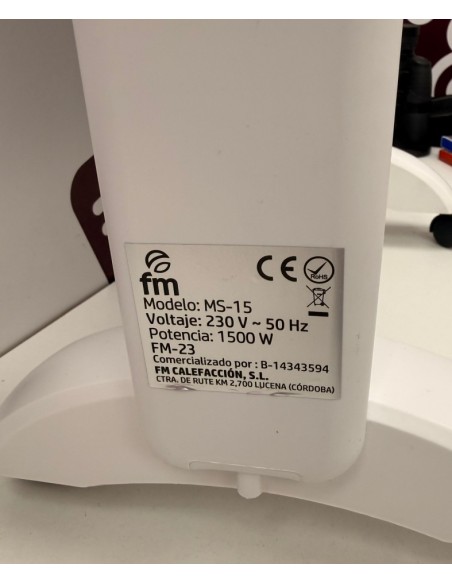 fm
CE
RoHS
Modelo: MS-15
Voltaje: 230 V ~ 50 Hz
Potencia: 1500 W
FM-23
Comercializado por : B-14343594
FM CALEFACCIÓN, S.L.
CTRA. DE RUTE KM 2,700 LUCENA (CÓRDOBA)